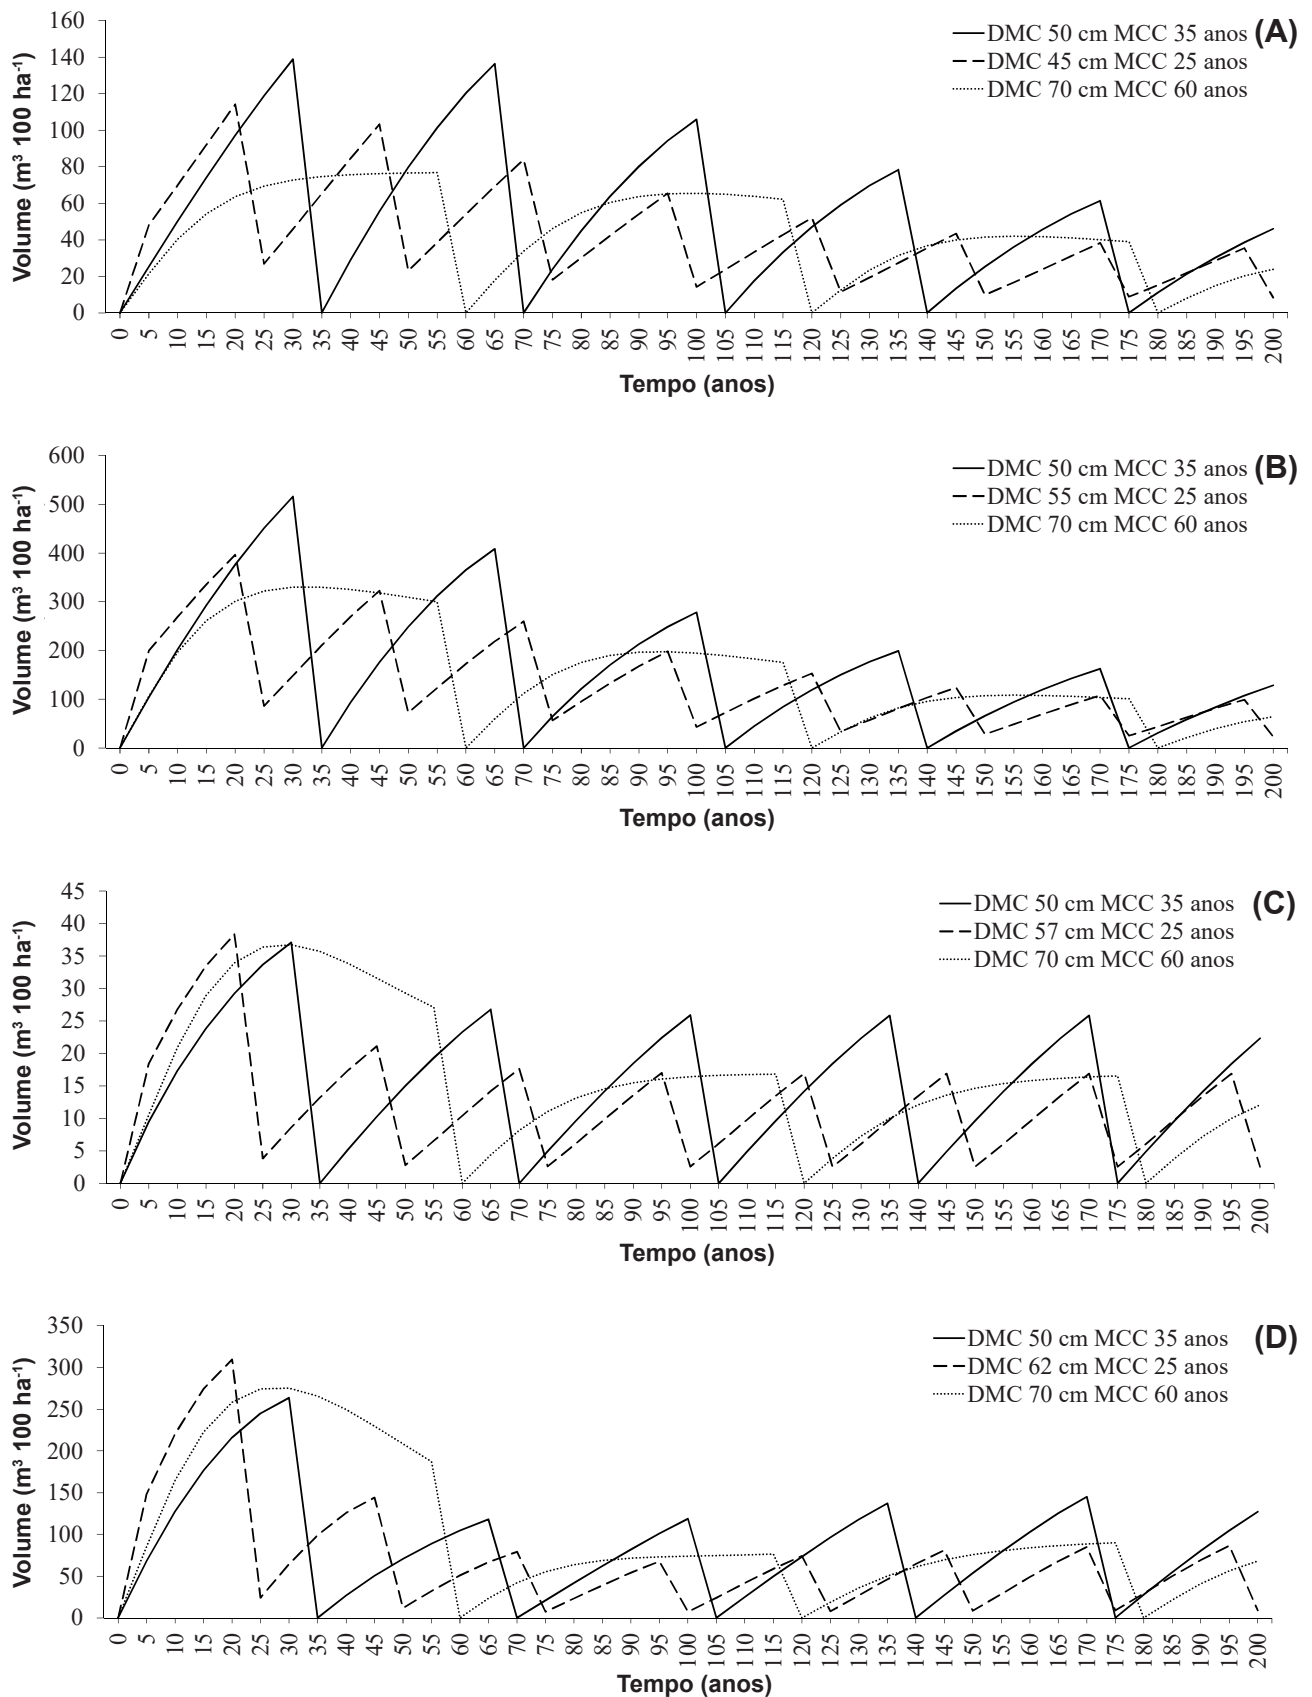 (A)
DMC 50 cm MCC 35 anos
DMC 45 cm MCC 25 anos
DMC 70 cm MCC 60 anos
Volume (m³ 100 ha⁻¹)
160
140
120
100
80
60
40
20
0
0 5 10 15 20 25 30 35 40 45 50 55 60 65 70 75 80 85 90 95 100 105 110 115 120 125 130 135 140 145 150 155 160 165 170 175 180 185 190 195 200
Tempo (anos)
(B)
DMC 50 cm MCC 35 anos
DMC 55 cm MCC 25 anos
DMC 70 cm MCC 60 anos
Volume (m³ 100 ha⁻¹)
600
500
400
300
200
100
0
0 5 10 15 20 25 30 35 40 45 50 55 60 65 70 75 80 85 90 95 100 105 110 115 120 125 130 135 140 145 150 155 160 165 170 175 180 185 190 195 200
Tempo (anos)
(C)
DMC 50 cm MCC 35 anos
DMC 57 cm MCC 25 anos
DMC 70 cm MCC 60 anos
Volume (m³ 100 ha⁻¹)
45
40
35
30
25
20
15
10
5
0
0 5 10 15 20 25 30 35 40 45 50 55 60 65 70 75 80 85 90 95 100 105 110 115 120 125 130 135 140 145 150 155 160 165 170 175 180 185 190 195 200
Tempo (anos)
(D)
DMC 50 cm MCC 35 anos
DMC 62 cm MCC 25 anos
DMC 70 cm MCC 60 anos
Volume (m³ 100 ha⁻¹)
350
300
250
200
150
100
50
0
0 5 10 15 20 25 30 35 40 45 50 55 60 65 70 75 80 85 90 95 100 105 110 115 120 125 130 135 140 145 150 155 160 165 170 175 180 185 190 195 200
Tempo (anos)